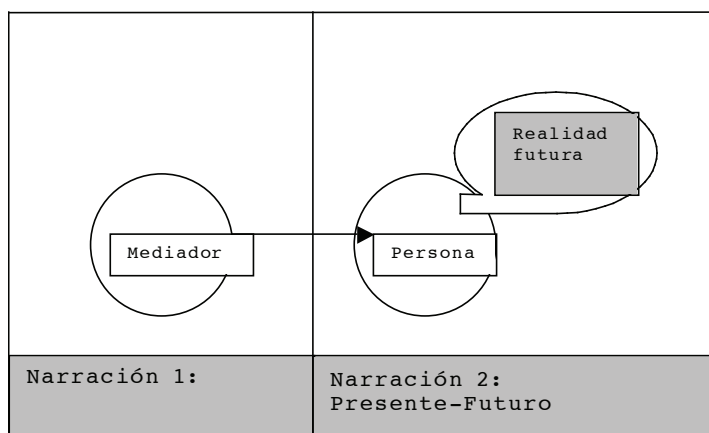 Realidad
futura
Mediador
Persona
Narración 1:
Narración 2:
Presente-Futuro